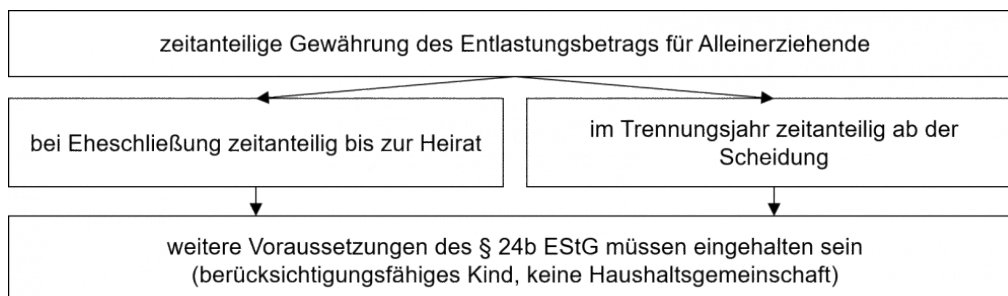 zeitanteilige Gewährung des Entlastungsbetrags für Alleinerziehende
bei Eheschließung zeitanteilig bis zur Heirat
im Trennungsjahr zeitanteilig ab der
Scheidung
weitere Voraussetzungen des § 24b EStG müssen eingehalten sein
(berücksichtigungsfähiges Kind, keine Haushaltsgemeinschaft)